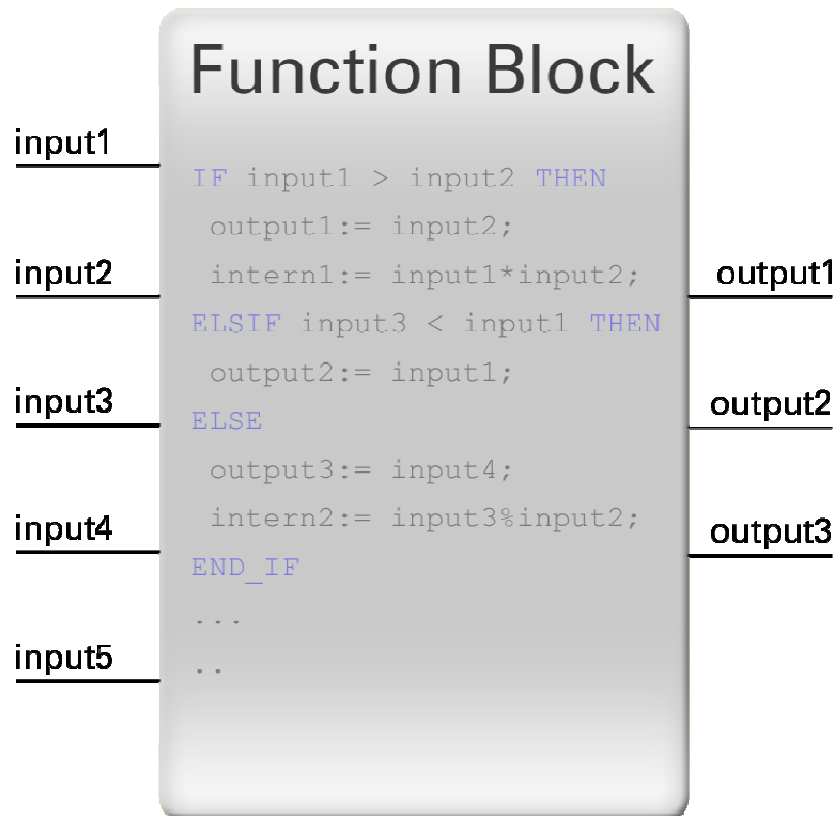 Function Block
input1
input2
input3
input4
input5
IF input1 > input2 THEN
output1:= input2;
intern1:= input1*input2;
ELSIF input3 < input1 THEN
output2:= input1;
ELSE
output3:= input4;
intern2:= input3%input2;
END_IF
...
..
output1
output2
output3